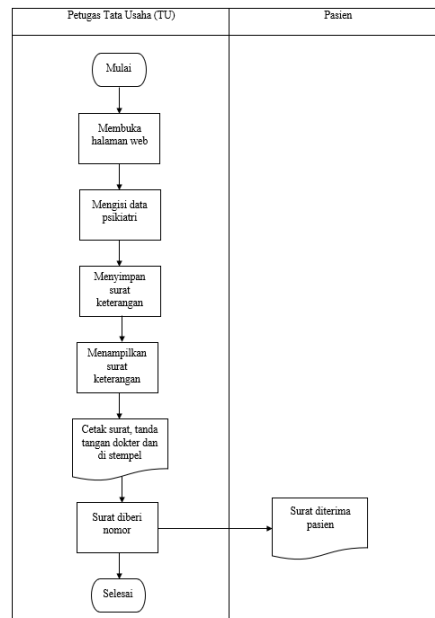 Petugas Tata Usaha (TU)
Pasien
Mulai
Membuka
halaman web
Mengisi data
psikiatri
Menyimpan
surat
keterangan
Menampilkan
surat
keterangan
Cetak surat, tanda
tangan dokter dan
di stempel
Surat diberi
nomor
Surat diterima
pasien
Selesai